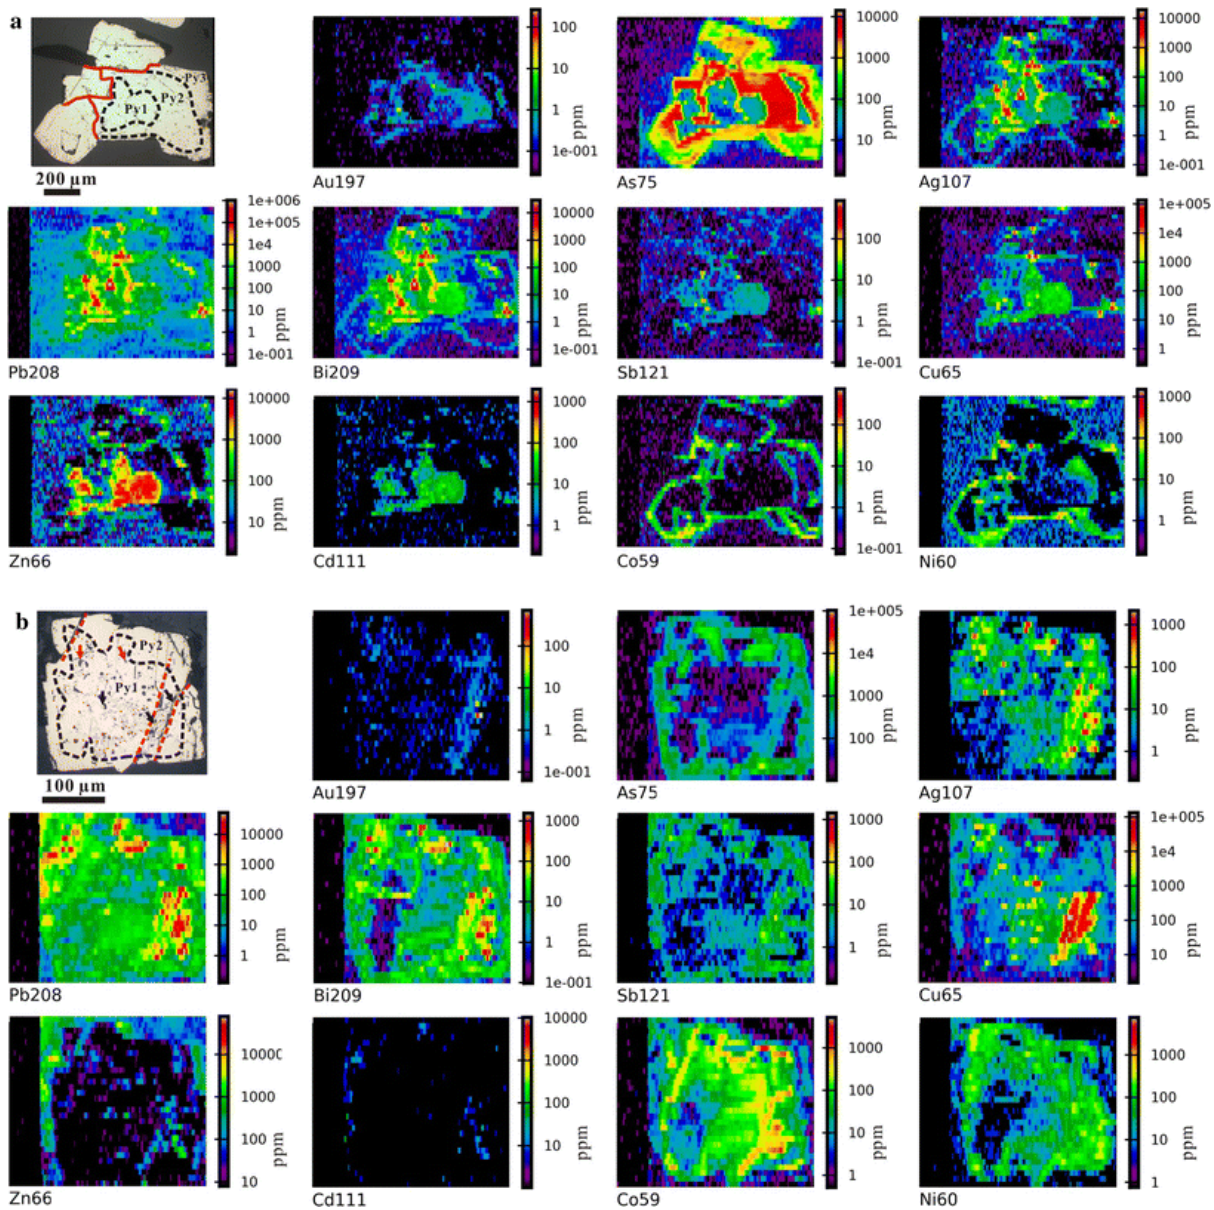 a
Py3
Py2
Py1
200 µm
100
10
1
1e-001
ppm
Au197
10000
1000
100
10
ppm
As75
10000
1000
100
10
1
1e-001
ppm
Ag107
1e+006
1e+005
1e4
1000
100
10
1
1e-001
ppm
Pb208
10000
1000
100
10
1
1e-001
ppm
Bi209
100
10
1
1e-001
ppm
Sb121
1e+005
1e4
1000
100
10
1
ppm
Cu65
10000
1000
100
10
ppm
Zn66
1000
100
10
1
ppm
Cd111
100
10
1
1e-001
ppm
Co59
1000
100
10
1
ppm
Ni60
b
Py2
Py1
100 µm
100
10
1
1e-001
ppm
Au197
1e+005
1e4
1000
100
ppm
As75
1000
100
10
1
ppm
Ag107
10000
1000
100
10
1
ppm
Pb208
1000
100
10
1
1e-001
ppm
Bi209
1000
100
10
1
ppm
Sb121
1e+005
1e4
1000
100
10
ppm
Cu65
10000
1000
100
10
ppm
Zn66
10000
1000
100
10
ppm
Cd111
1000
100
10
1
ppm
Co59
1000
100
10
1
ppm
Ni60